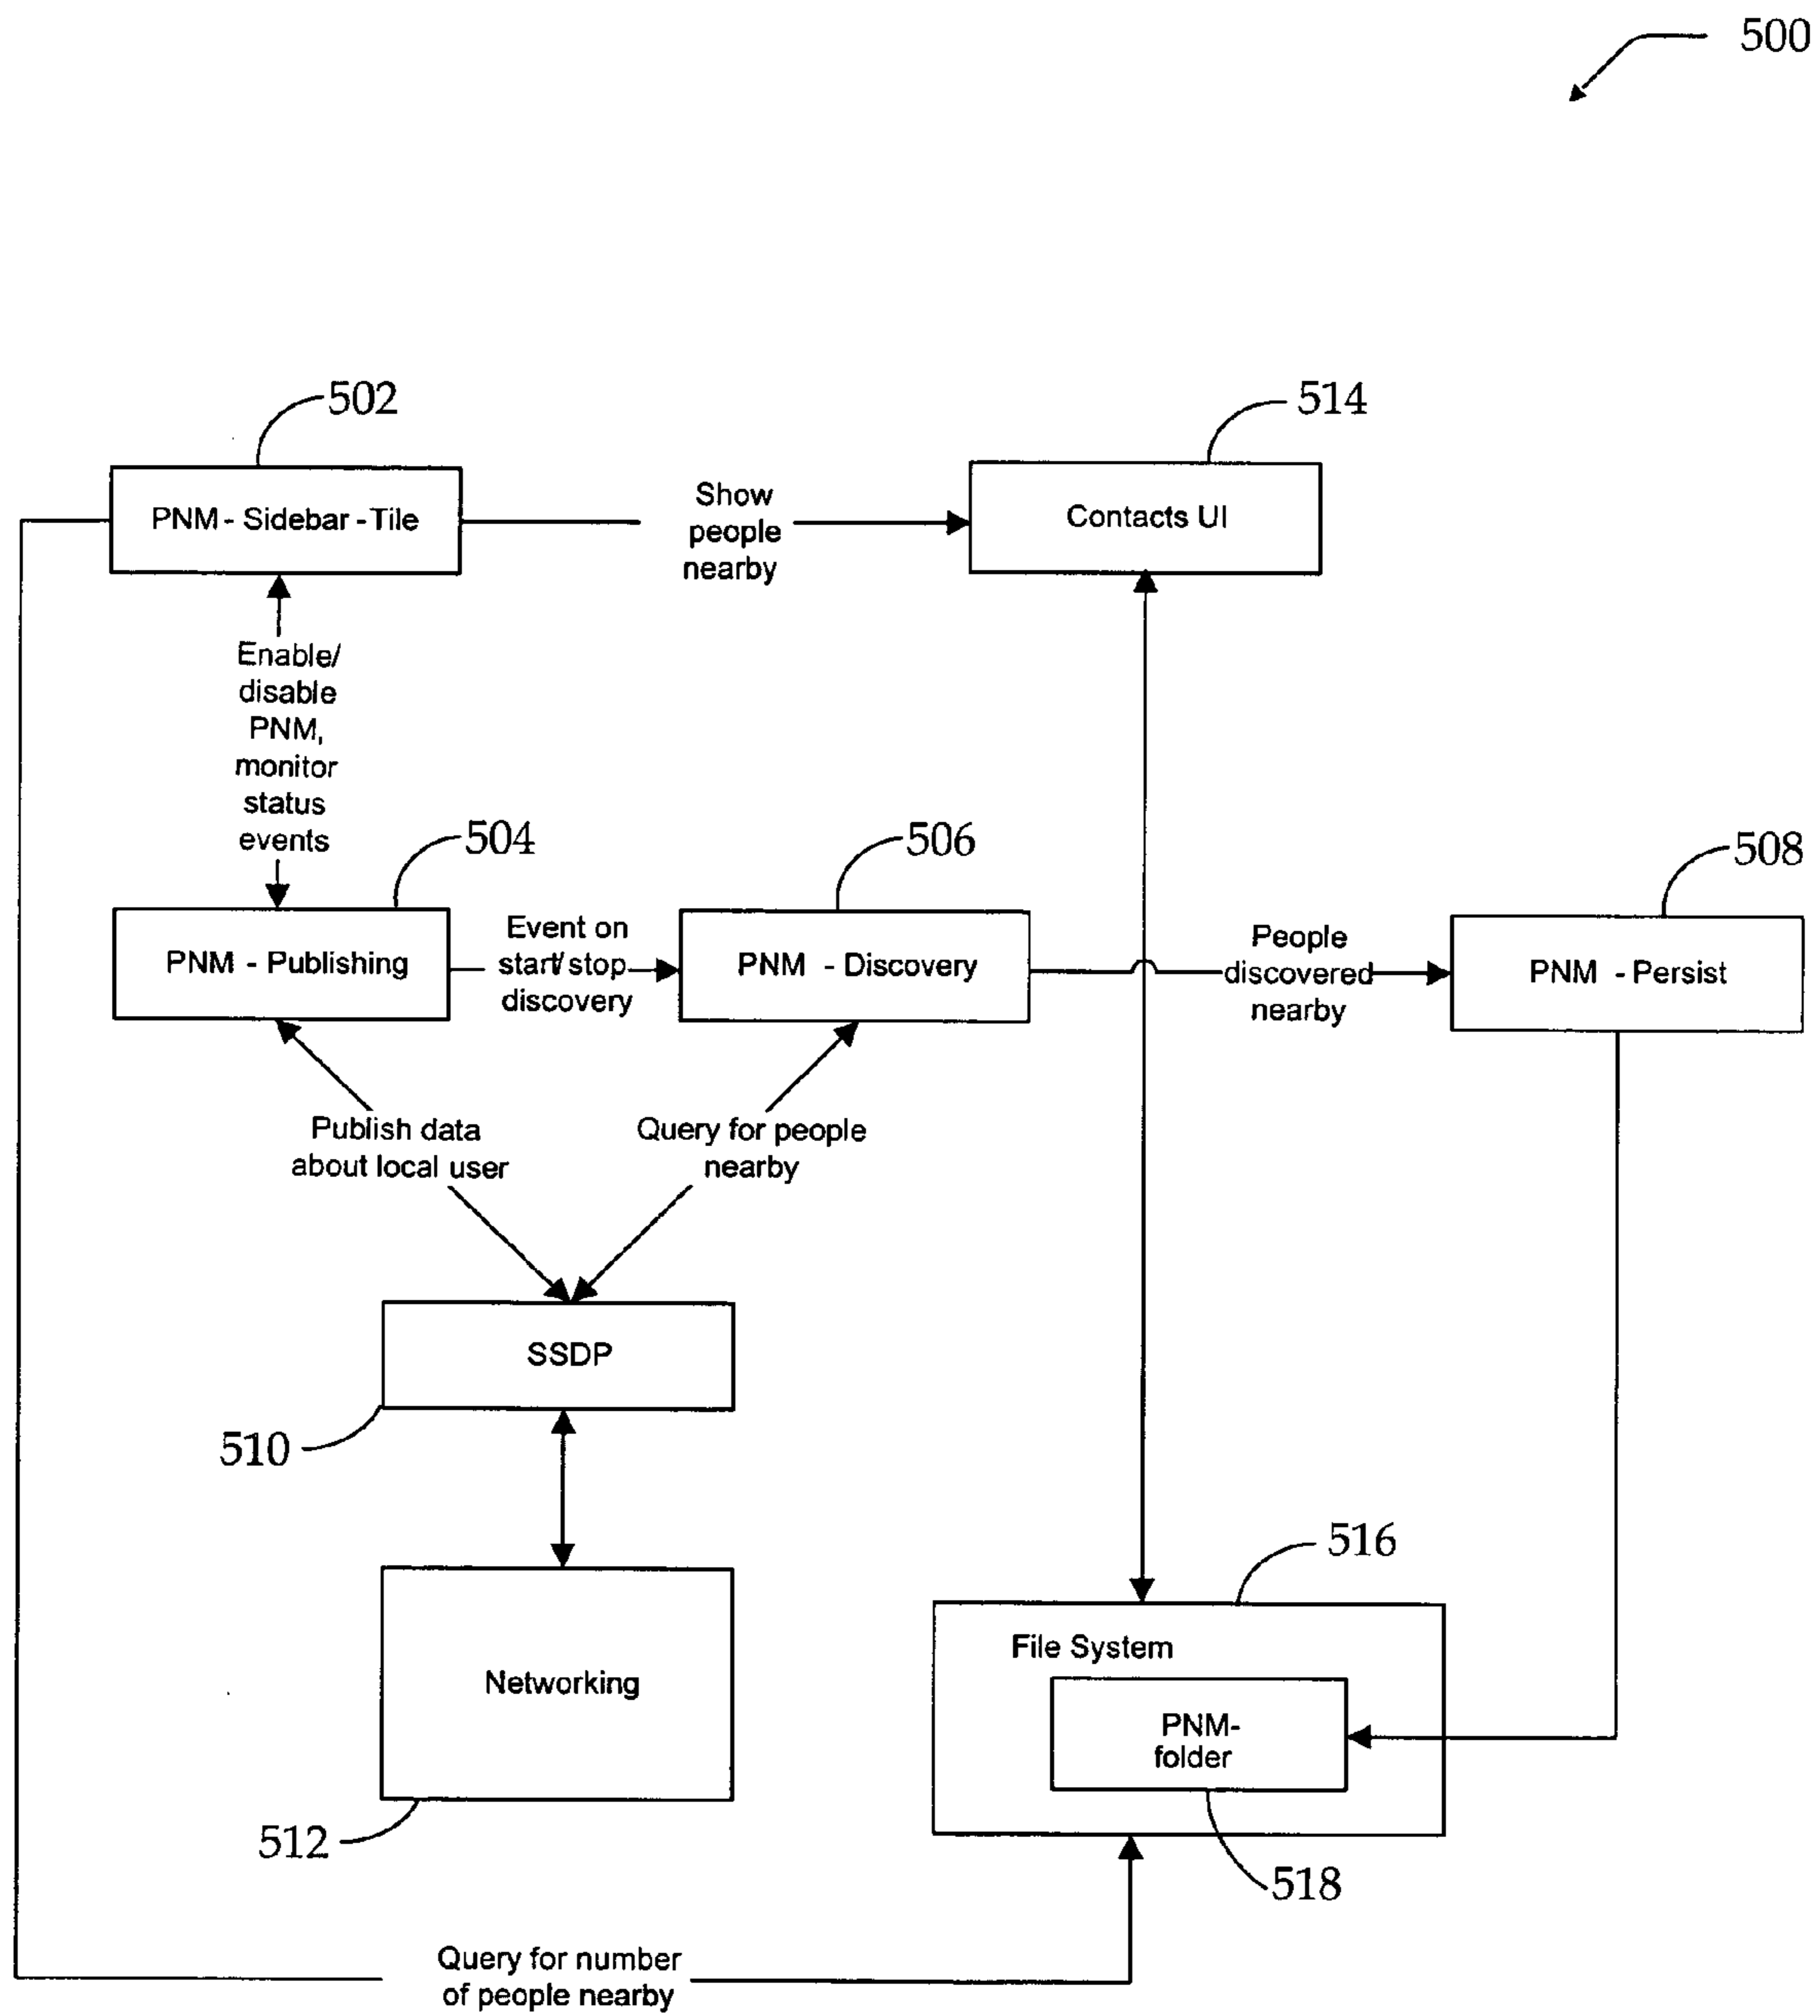 500
502
514
PNM - Sidebar - Tile
Show
people
nearby
Contacts UI
Enable/
disable
PNM,
monitor
status
events
504
506
508
PNM - Publishing
Event on
start/stop
discovery
PNM - Discovery
People
discovered
nearby
PNM - Persist
Publish data
about local user
Query for people
nearby
SSDP
510
516
File System
Networking
PNM-
folder
512
518
Query for number
of people nearby